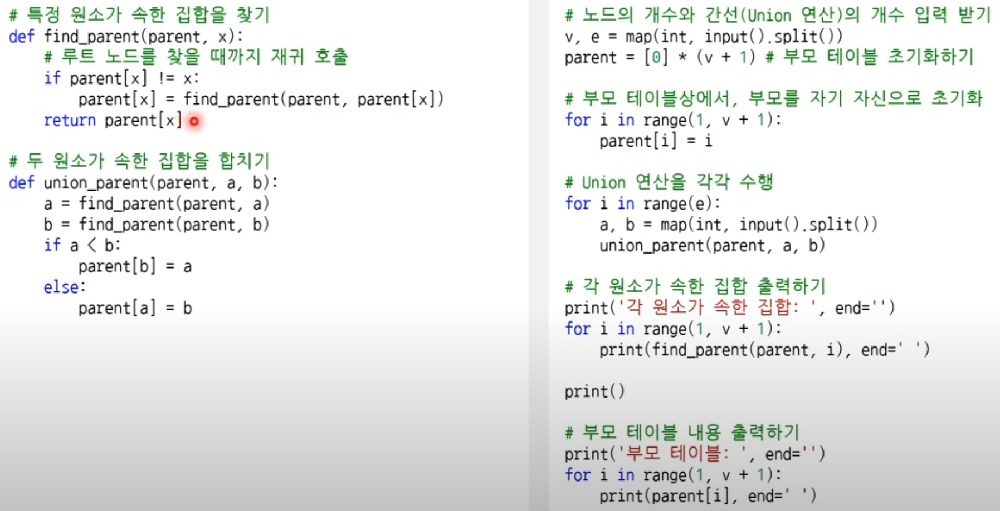 # 특정 원소가 속한 집합을 찾기
def find_parent(parent, x):
    # 루트 노드를 찾을 때까지 재귀 호출
    if parent[x] != x:
        parent[x] = find_parent(parent, parent[x])
    return parent[x]
# 두 원소가 속한 집합을 합치기
def union_parent(parent, a, b):
    a = find_parent(parent, a)
    b = find_parent(parent, b)
    if a < b:
        parent[b] = a
    else:
        parent[a] = b
# 노드의 개수와 간선(Union 연산)의 개수 입력 받기
v, e = map(int, input().split())
parent = [0] * (v + 1) # 부모 테이블 초기화하기
# 부모 테이블상에서, 부모를 자기 자신으로 초기화
for i in range(1, v + 1):
    parent[i] = i
# Union 연산을 각각 수행
for i in range(e):
    a, b = map(int, input().split())
    union_parent(parent, a, b)
# 각 원소가 속한 집합 출력하기
print('각 원소가 속한 집합: ', end='')
for i in range(1, v + 1):
    print(find_parent(parent, i), end=' ')
print()
# 부모 테이블 내용 출력하기
print('부모 테이블: ', end='')
for i in range(1, v + 1):
    print(parent[i], end=' ')